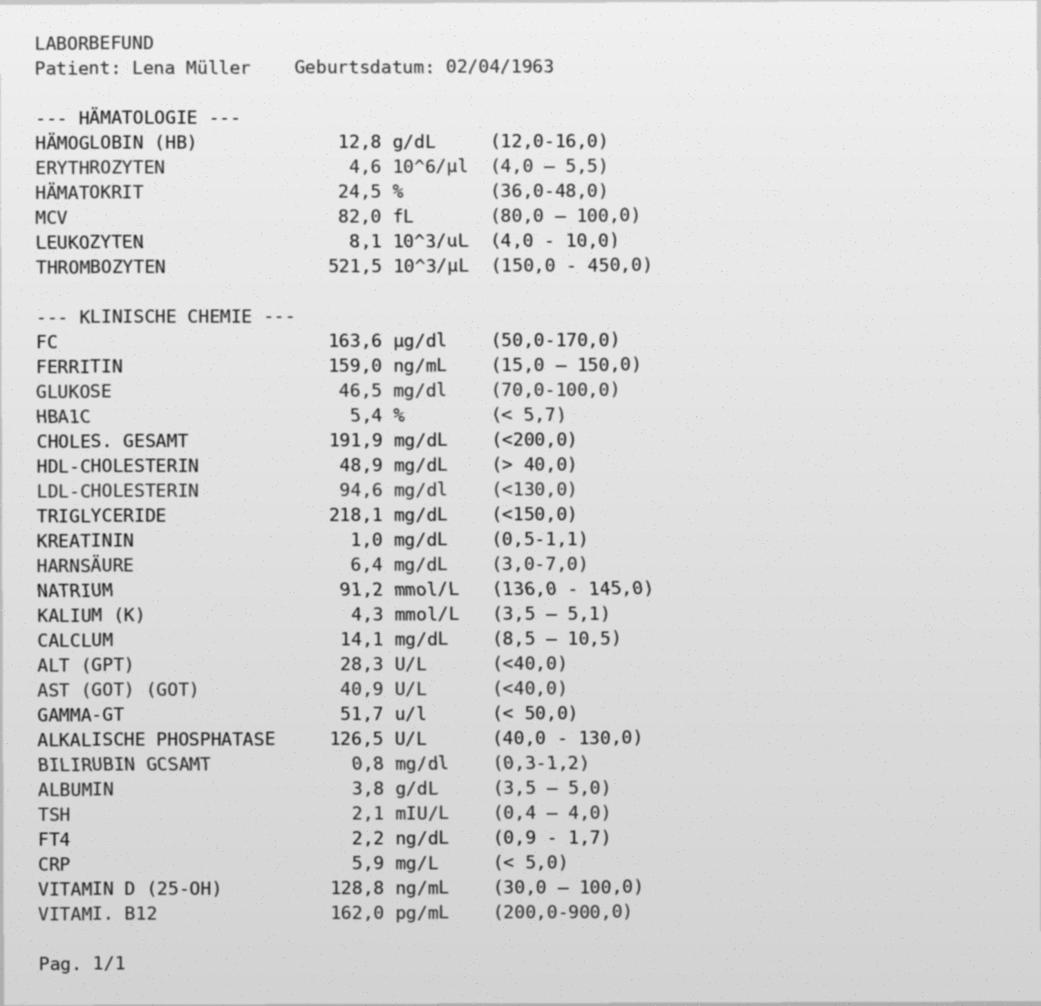 LABORBEFUND
Patient: Lena Müller    Geburtsdatum: 02/04/1963
--- HÄMATOLOGIE ---
HÄMOGLOBIN (HB) 12,8 g/dL (12,0-16,0)
ERYTHROZYTEN 4,6 10^6/µl (4,0 – 5,5)
HÄMATOKRIT 24,5 % (36,0-48,0)
MCV 82,0 fL (80,0 – 100,0)
LEUKOZYTEN 8,1 10^3/uL (4,0 - 10,0)
THROMBOZYTEN 521,5 10^3/µL (150,0 - 450,0)
--- KLINISCHE CHEMIE ---
FC 163,6 µg/dl (50,0-170,0)
FERRITIN 159,0 ng/mL (15,0 – 150,0)
GLUKOSE 46,5 mg/dl (70,0-100,0)
HBA1C 5,4 % (< 5,7)
CHOLES. GESAMT 191,9 mg/dL (<200,0)
HDL-CHOLESTERIN 48,9 mg/dL (> 40,0)
LDL-CHOLESTERIN 94,6 mg/dl (<130,0)
TRIGLYCERIDE 218,1 mg/dL (<150,0)
KREATININ 1,0 mg/dL (0,5-1,1)
HARNSÄURE 6,4 mg/dL (3,0-7,0)
NATRIUM 91,2 mmol/L (136,0 - 145,0)
KALIUM (K) 4,3 mmol/L (3,5 – 5,1)
CALCLUM 14,1 mg/dL (8,5 – 10,5)
ALT (GPT) 28,3 U/L (<40,0)
AST (GOT) (GOT) 40,9 U/L (<40,0)
GAMMA-GT 51,7 u/l (< 50,0)
ALKALISCHE PHOSPHATASE 126,5 U/L (40,0 - 130,0)
BILIRUBIN GCSAMT 0,8 mg/dl (0,3-1,2)
ALBUMIN 3,8 g/dL (3,5 – 5,0)
TSH 2,1 mIU/L (0,4 – 4,0)
FT4 2,2 ng/dL (0,9 - 1,7)
CRP 5,9 mg/L (< 5,0)
VITAMIN D (25-OH) 128,8 ng/mL (30,0 – 100,0)
VITAMI. B12 162,0 pg/mL (200,0-900,0)
Pag. 1/1